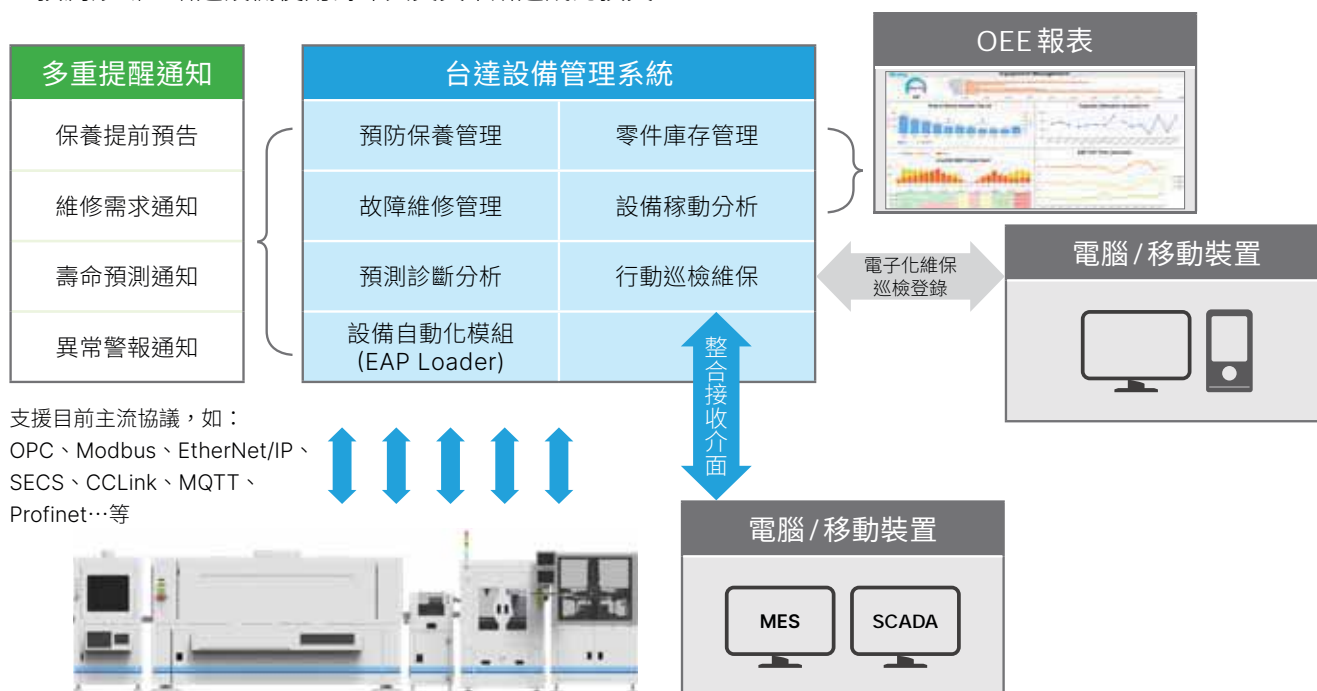 多重提醒通知
保養提前預告
維修需求通知
壽命預測通知
異常警報通知
台達設備管理系統
預防保養管理
零件庫存管理
故障維修管理
設備稼動分析
預測診斷分析
行動巡檢維保
設備自動化模組
(EAP Loader)
OEE 報表
電子化維保
巡檢登錄
電腦 / 移動裝置
整合接收介面
支援目前主流協議，如：
OPC、Modbus、EtherNet/IP、
SECS、CCLink、MQTT、
Profinet…等
電腦 / 移動裝置
MES
SCADA